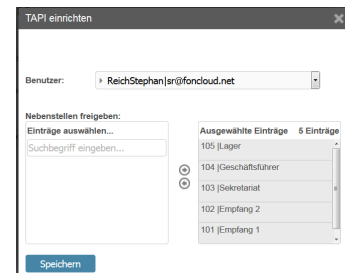 TAPI einrichten
Benutzer: ReichStephan|sr@foncloud.net
Nebenstellen freigeben:
Einträge auswählen...
Suchbegriff eingeben...
Ausgewählte Einträge 5 Einträge
105 |Lager
104 |Geschäftsführer
103 |Sekretariat
102 |Empfang 2
101 |Empfang 1
Speichern